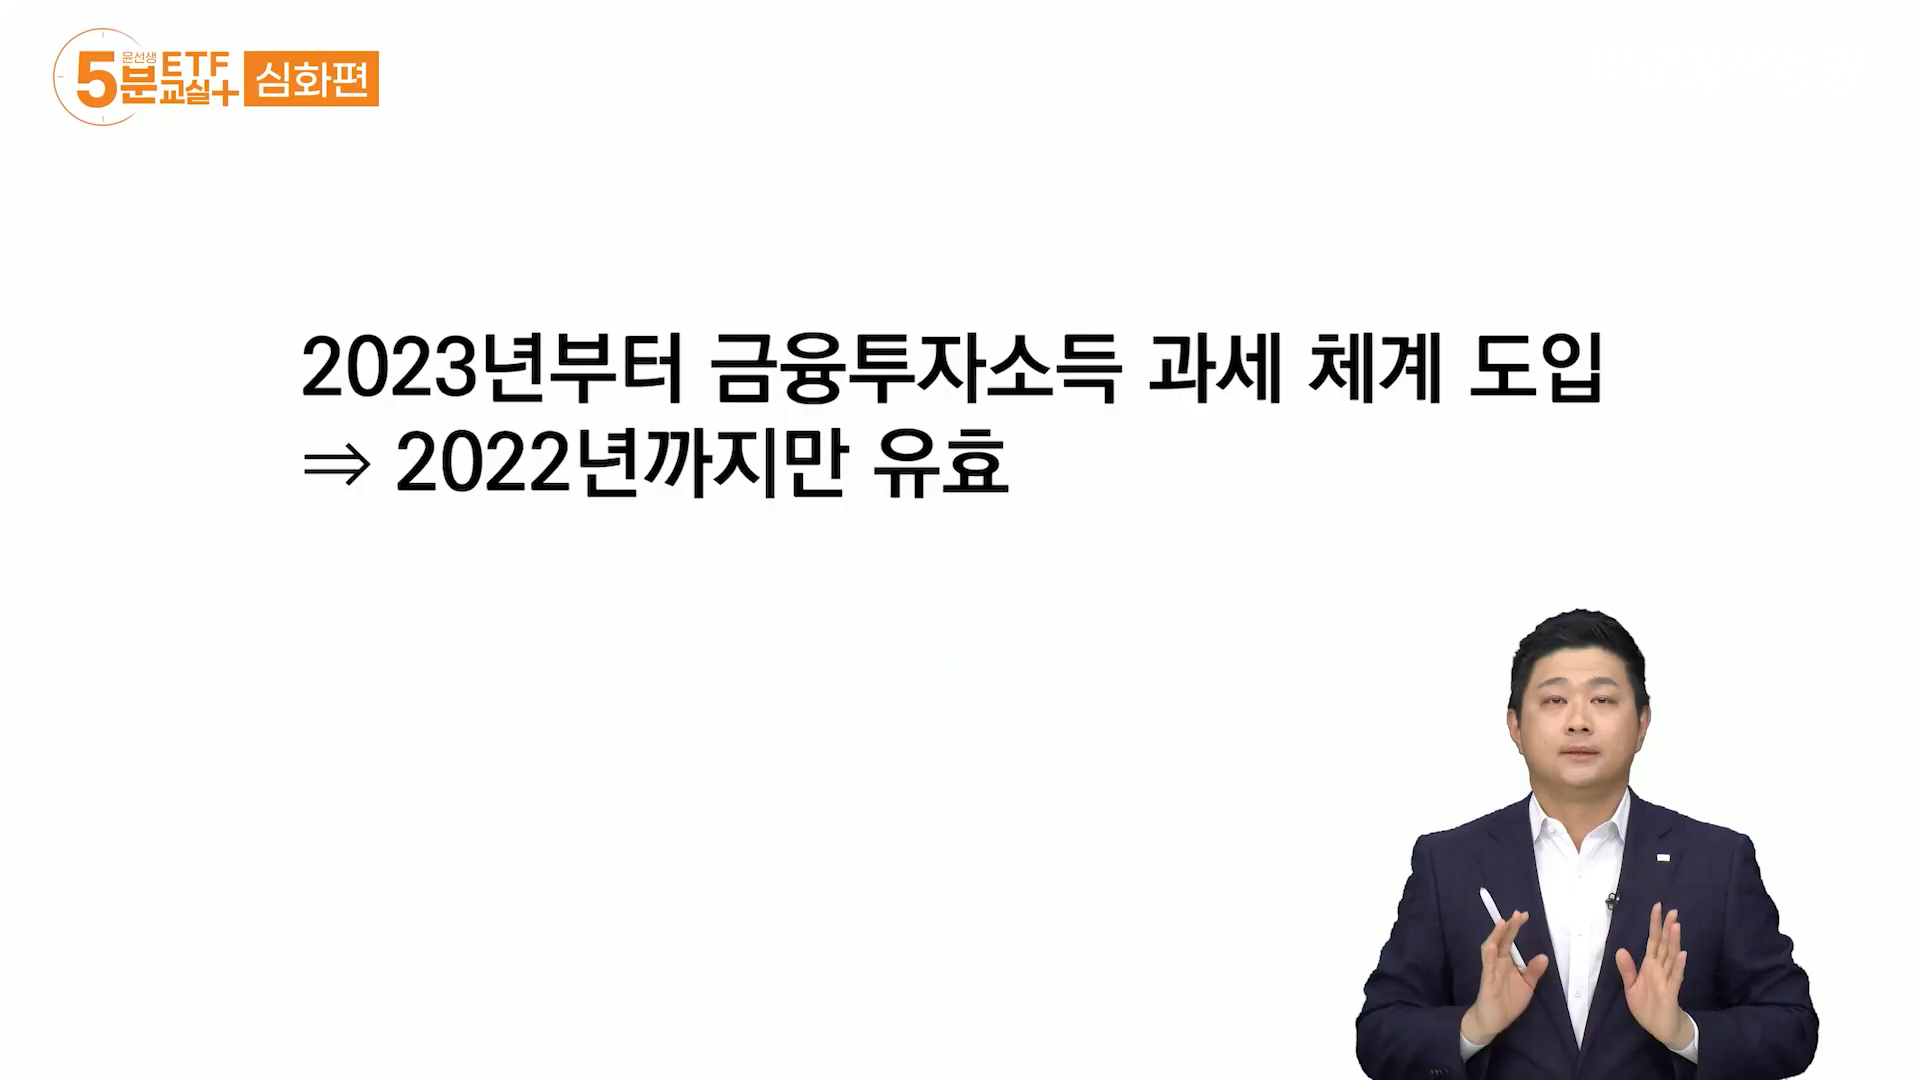 윤선생
5분 ETF
교실+ 심화편
2023년부터 금융투자소득 과세 체계 도입
⇒ 2022년까지만 유효